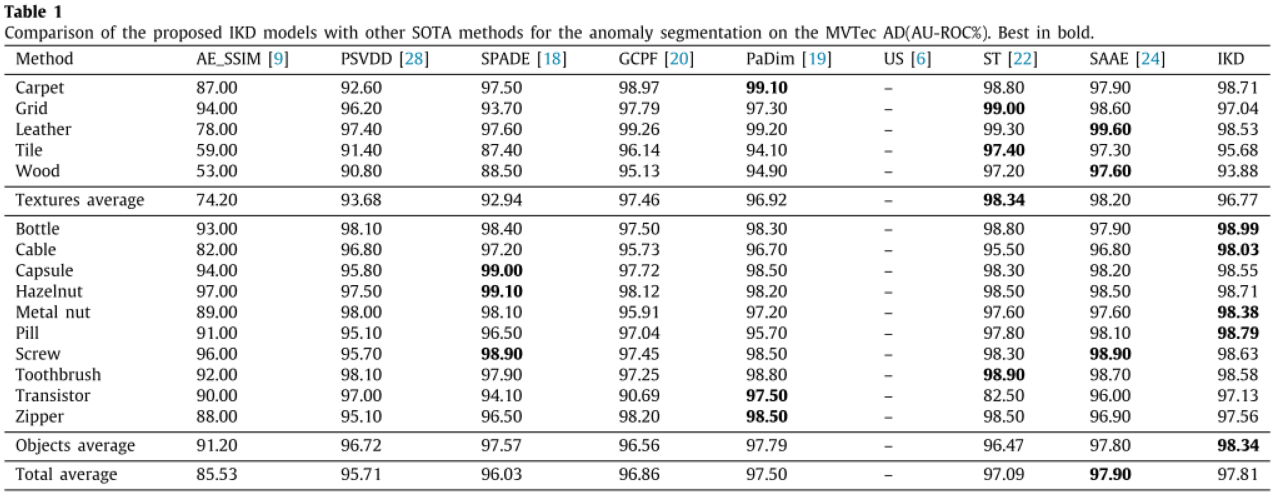 Table 1
Comparison of the proposed IKD models with other SOTA methods for the anomaly segmentation on the MVTec AD(AU-ROC%). Best in bold.
Method AE_SSIM [9] PSVDD [28] SPADE [18] GCPF [20] PaDim [19] US [6] ST [22] SAAE [24] IKD
Carpet 87.00 92.60 97.50 98.97 99.10 – 98.80 97.90 98.71
Grid 94.00 96.20 93.70 97.79 97.30 – 99.00 98.60 97.04
Leather 78.00 97.40 97.60 99.26 99.20 – 99.30 99.60 98.53
Tile 59.00 91.40 87.40 96.14 94.10 – 97.40 97.30 95.68
Wood 53.00 90.80 88.50 95.13 94.90 – 97.20 97.60 93.88
Textures average 74.20 93.68 92.94 97.46 96.92 – 98.34 98.20 96.77
Bottle 93.00 98.10 98.40 97.50 98.30 – 98.80 97.90 98.99
Cable 82.00 96.80 97.20 95.73 96.70 – 95.50 96.80 98.03
Capsule 94.00 95.80 99.00 97.72 98.50 – 98.30 98.20 98.55
Hazelnut 97.00 97.50 99.10 98.12 98.20 – 98.50 98.50 98.71
Metal nut 89.00 98.00 98.10 95.91 97.20 – 97.60 97.60 98.38
Pill 91.00 95.10 96.50 97.04 95.70 – 97.80 98.10 98.79
Screw 96.00 95.70 98.90 97.45 98.50 – 98.30 98.90 98.63
Toothbrush 92.00 98.10 97.90 97.25 98.80 – 98.90 98.70 98.58
Transistor 90.00 97.00 94.10 90.69 97.50 – 82.50 96.00 97.13
Zipper 88.00 95.10 96.50 98.20 98.50 – 98.50 96.90 97.56
Objects average 91.20 96.72 97.57 96.56 97.79 – 96.47 97.80 98.34
Total average 85.53 95.71 96.03 96.86 97.50 – 97.09 97.90 97.81